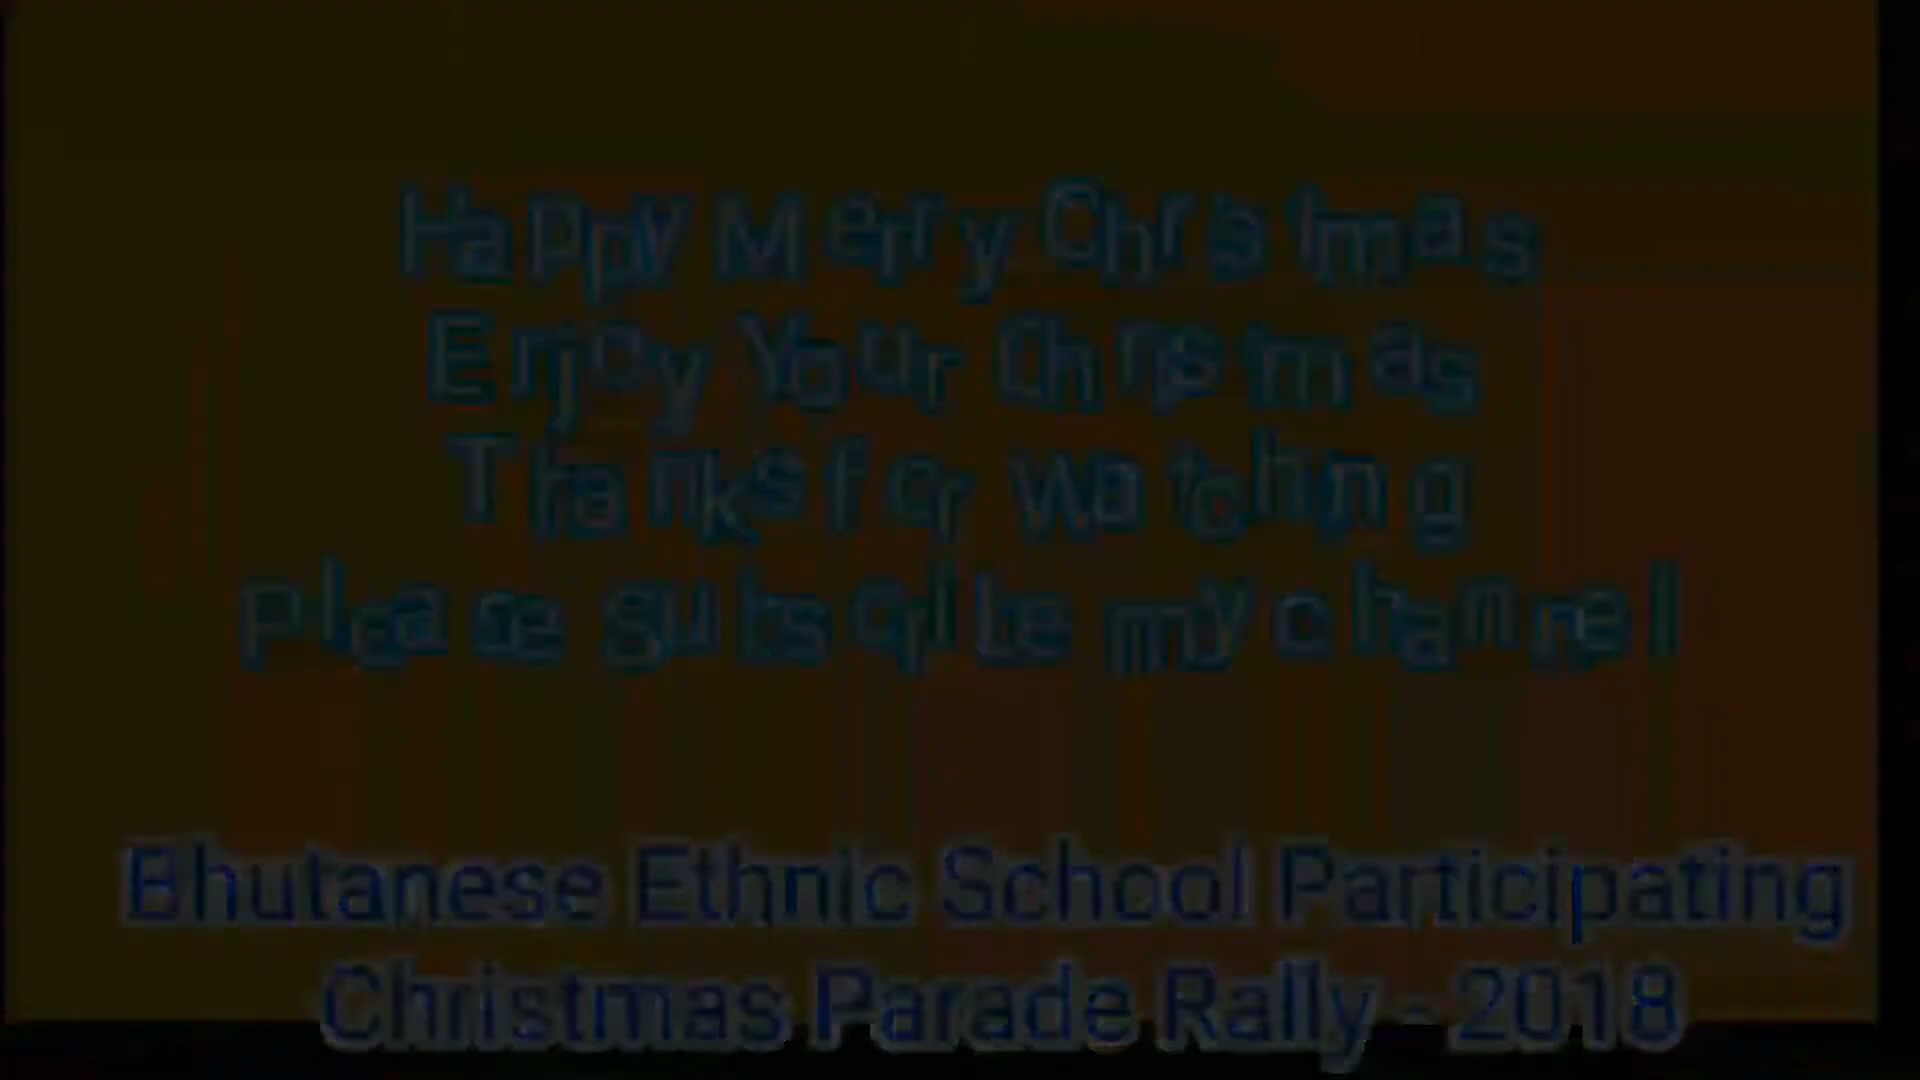 Happy Merry Christmas
Enjoy Your Christmas
Thanks for Watching
Please Subscribe my channel
Bhutanese Ethnic School Participating
Christmas Parade Rally - 2018